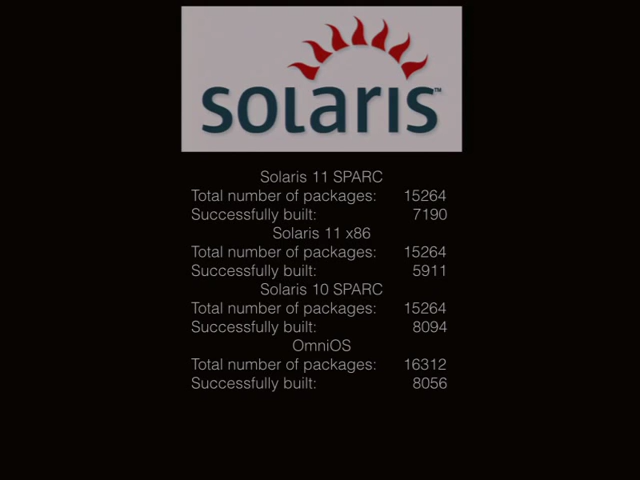 solaris™
Solaris 11 SPARC
Total number of packages: 15264
Successfully built: 7190
Solaris 11 x86
Total number of packages: 15264
Successfully built: 5911
Solaris 10 SPARC
Total number of packages: 15264
Successfully built: 8094
OmniOS
Total number of packages: 16312
Successfully built: 8056